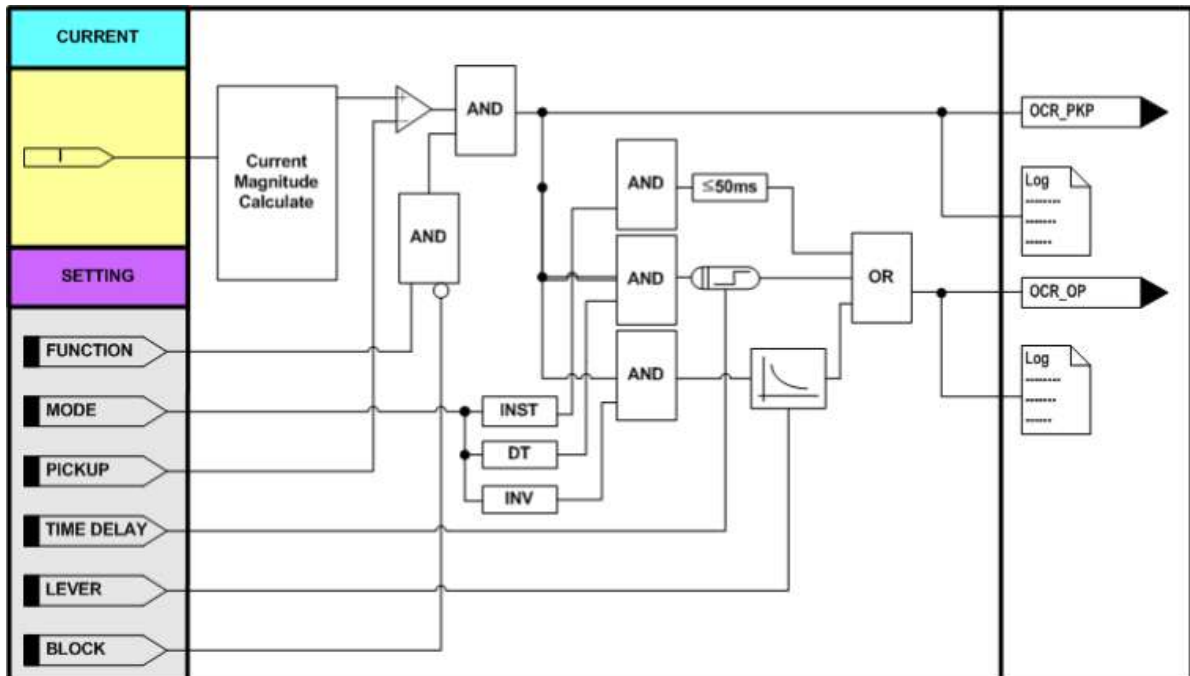 CURRENT
I
SETTING
FUNCTION
MODE
PICKUP
TIME DELAY
LEVER
BLOCK
Current
Magnitude
Calculate
+
−
AND
AND
AND
≤50ms
AND
AND
INST
DT
INV
OR
OCR_PKP
Log
OCR_OP
Log